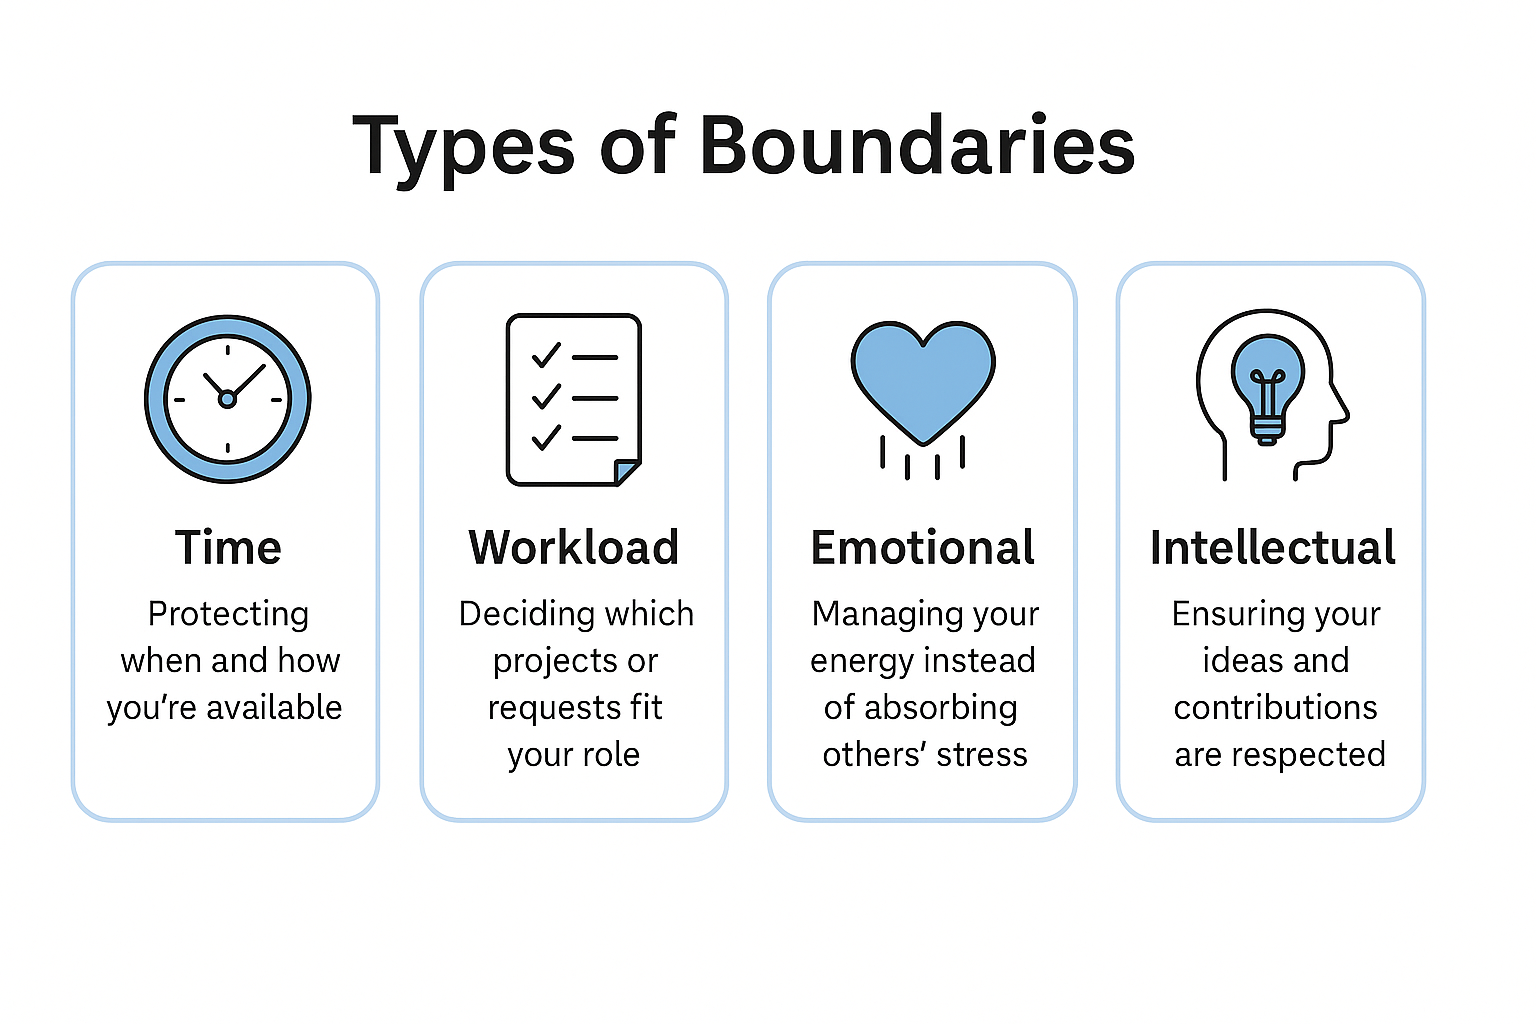 Types of Boundaries
Time
Protecting
when and how
you’re available
Workload
Deciding which
projects or
requests fit
your role
Emotional
Managing your
energy instead
of absorbing
others’ stress
Intellectual
Ensuring your
ideas and
contributions
are respected